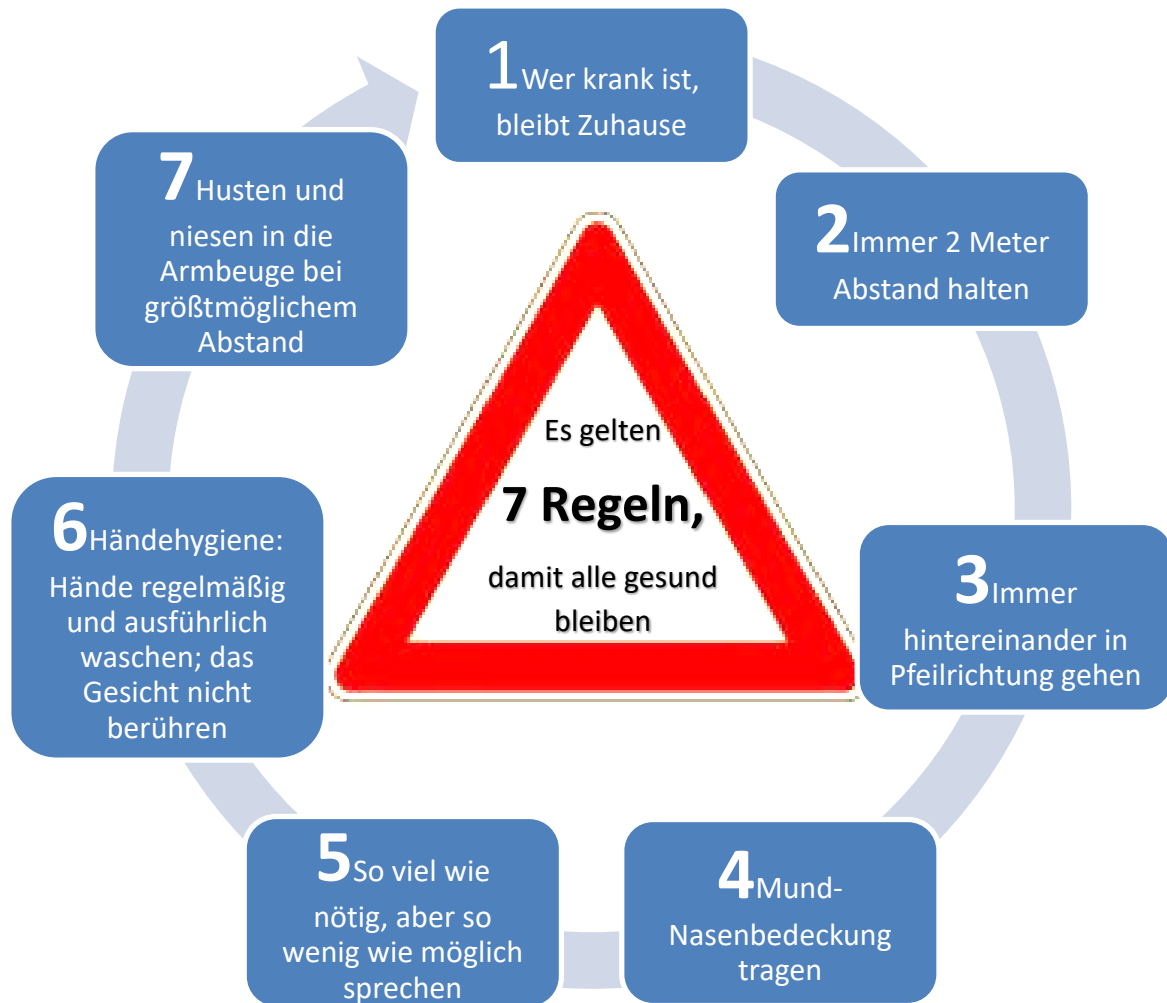 1Wer krank ist,
bleibt Zuhause
2Immer 2 Meter
Abstand halten
3Immer
hintereinander in
Pfeilrichtung gehen
4Mund-
Nasenbedeckung
tragen
5So viel wie
nötig, aber so
wenig wie möglich
sprechen
6Händehygiene:
Hände regelmäßig
und ausführlich
waschen; das
Gesicht nicht
berühren
7Husten und
niesen in die
Armbeuge bei
größtmöglichem
Abstand
Es gelten
7 Regeln,
damit alle gesund
bleiben